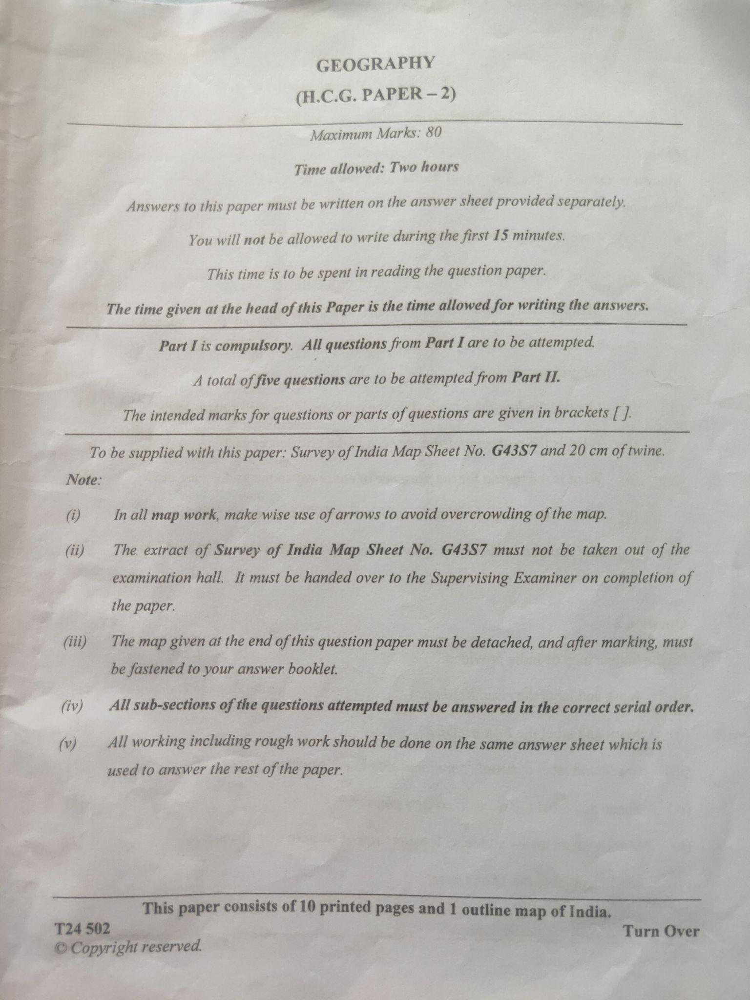 GEOGRAPHY
(H.C.G. PAPER – 2)
Maximum Marks: 80
Time allowed: Two hours
Answers to this paper must be written on the answer sheet provided separately.
You will not be allowed to write during the first 15 minutes.
This time is to be spent in reading the question paper.
The time given at the head of this Paper is the time allowed for writing the answers.
Part I is compulsory. All questions from Part I are to be attempted.
A total of five questions are to be attempted from Part II.
The intended marks for questions or parts of questions are given in brackets [ ].
To be supplied with this paper: Survey of India Map Sheet No. G43S7 and 20 cm of twine.
Note:
(i) In all map work, make wise use of arrows to avoid overcrowding of the map.
(ii) The extract of Survey of India Map Sheet No. G43S7 must not be taken out of the
examination hall. It must be handed over to the Supervising Examiner on completion of
the paper.
(iii) The map given at the end of this question paper must be detached, and after marking, must
be fastened to your answer booklet.
(iv) All sub-sections of the questions attempted must be answered in the correct serial order.
(v) All working including rough work should be done on the same answer sheet which is
used to answer the rest of the paper.
This paper consists of 10 printed pages and 1 outline map of India.
T24 502
Turn Over
© Copyright reserved.